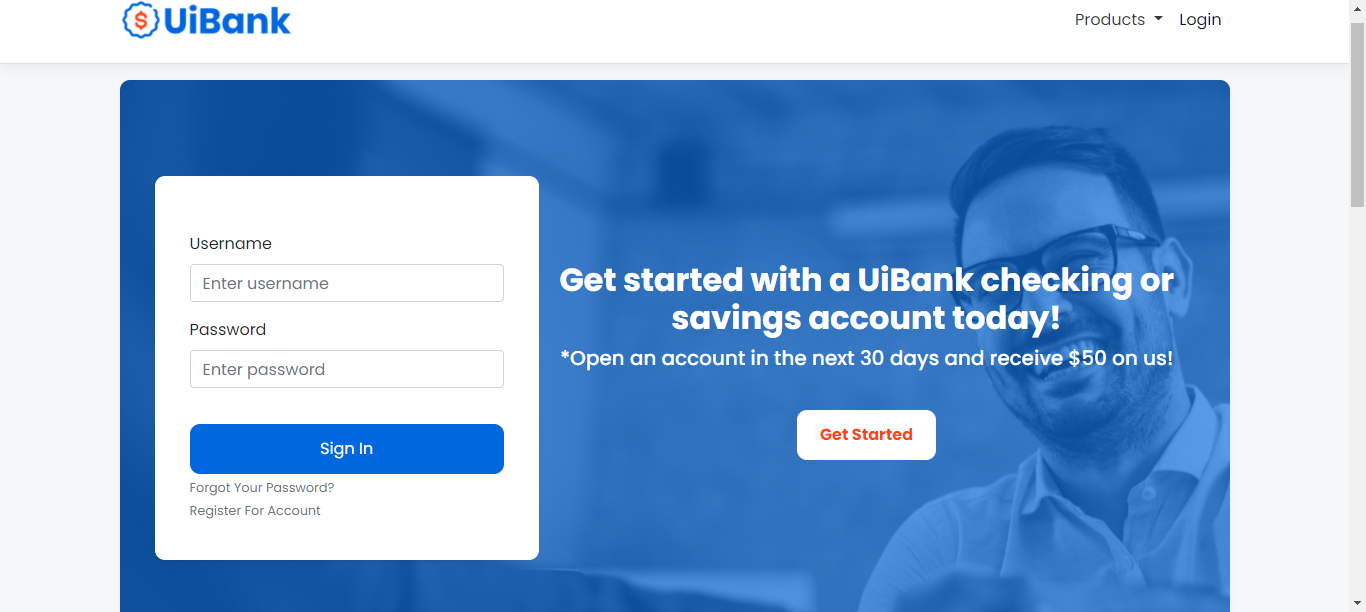 UiBank
Products
Login
Username
Enter username
Password
Enter password
Sign In
Forgot Your Password?
Register For Account
Get started with a UiBank checking or
savings account today!
*Open an account in the next 30 days and receive $50 on us!
Get Started